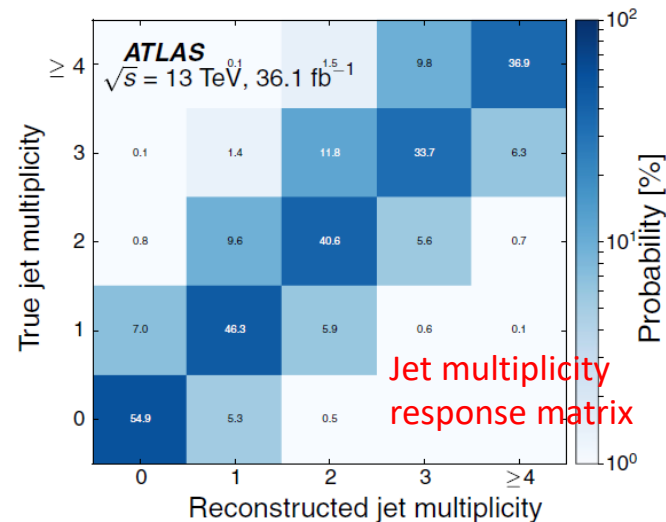 10²
≥4
ATLAS
√s = 13 TeV, 36.1 fb⁻¹
0.1 1.5 9.8 36.9
3 0.1 1.4 11.8 33.7 6.3
2 0.8 9.6 40.6 5.6 0.7
10¹
1 7.0 46.3 5.9 0.6 0.1
0 54.9 5.3 0.5
10⁰
True jet multiplicity
Probability [%]
Jet multiplicity
response matrix
0 1 2 3 ≥4
Reconstructed jet multiplicity